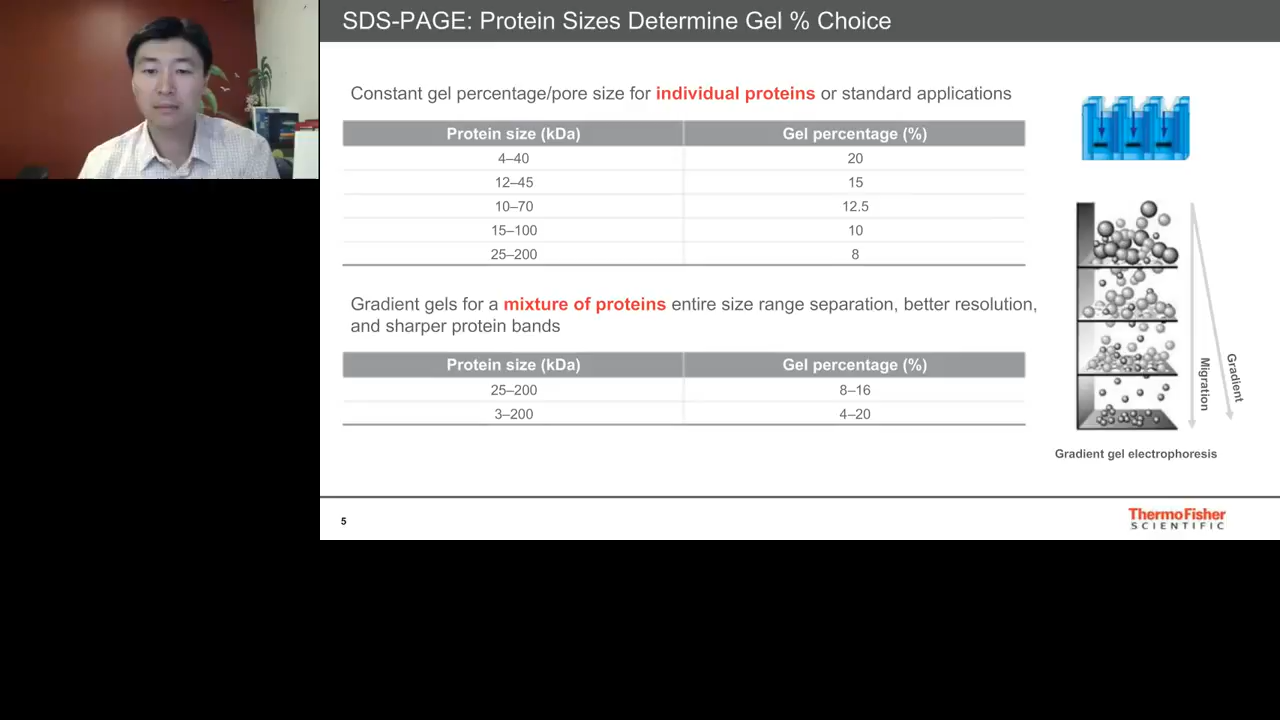 SDS-PAGE: Protein Sizes Determine Gel % Choice
Constant gel percentage/pore size for individual proteins or standard applications
Protein size (kDa) Gel percentage (%)
4–40 20
12–45 15
10–70 12.5
15–100 10
25–200 8
Gradient gels for a mixture of proteins entire size range separation, better resolution,
and sharper protein bands
Protein size (kDa) Gel percentage (%)
25–200 8–16
3–200 4–20
Migration
Gradient
Gradient gel electrophoresis
5
ThermoFisher
SCIENTIFIC